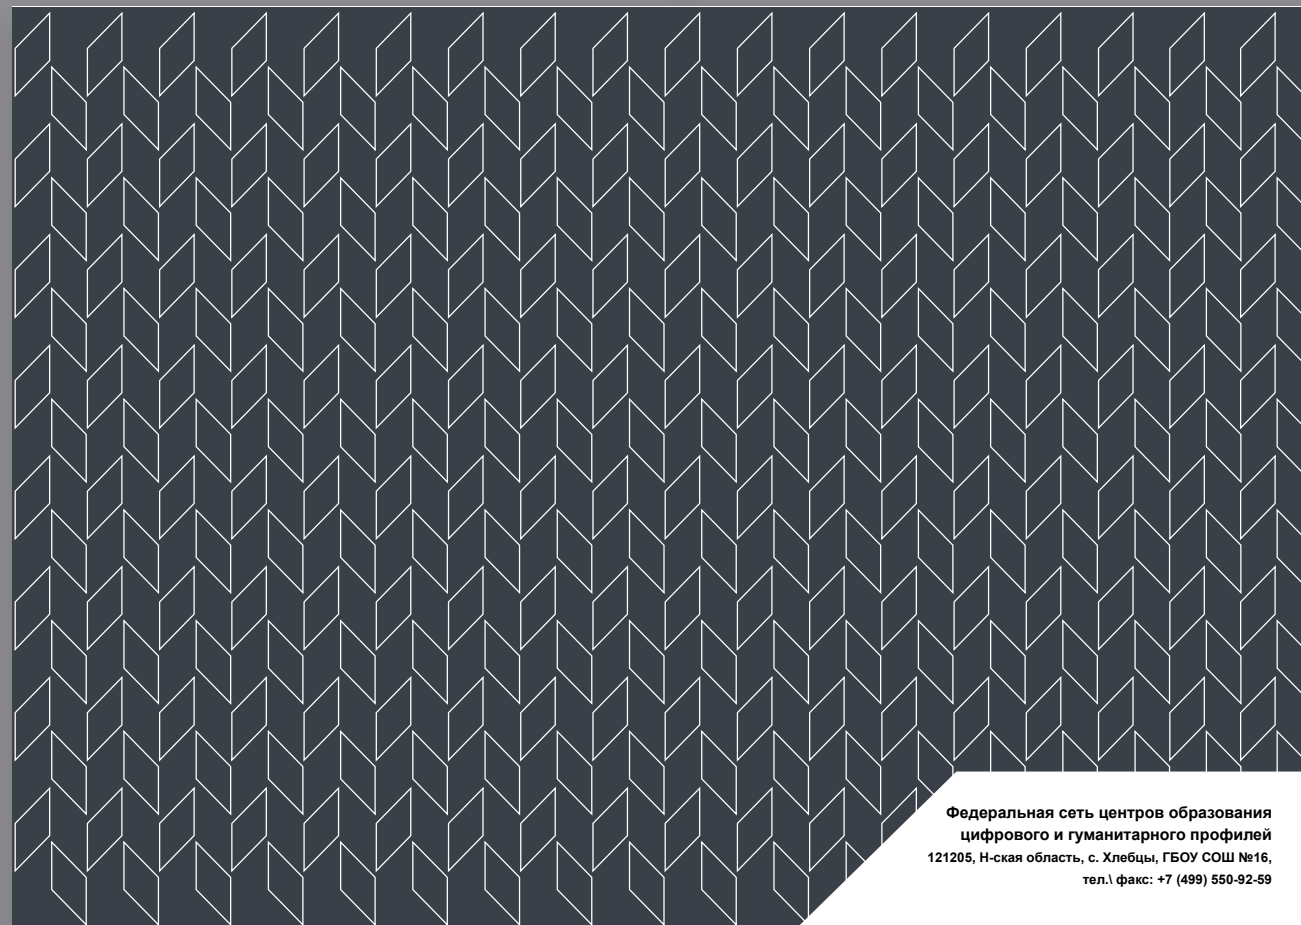 Федеральная сеть центров образования
цифрового и гуманитарного профилей
121205, Н-ская область, с. Хлебцы, ГБОУ СОШ №16,
тел.\ факс: +7 (499) 550-92-59